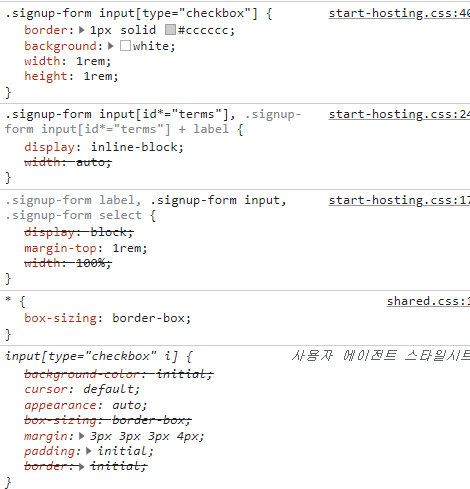 .signup-form input[type="checkbox"] { start-hosting.css:40
border: 1px solid #cccccc;
background: white;
width: 1rem;
height: 1rem;
}
.signup-form input[id*="terms"], .signup- start-hosting.css:24
form input[id*="terms"] + label {
display: inline-block;
width: auto;
}
.signup-form label, .signup-form input, start-hosting.css:17
.signup-form select {
display: block;
margin-top: 1rem;
width: 100%;
}
* { shared.css:1
box-sizing: border-box;
}
input[type="checkbox" i] { 사용자 에이전트 스타일시트
background-color: initial;
cursor: default;
appearance: auto;
box-sizing: border-box;
margin: 3px 3px 3px 4px;
padding: initial;
border: initial;
}